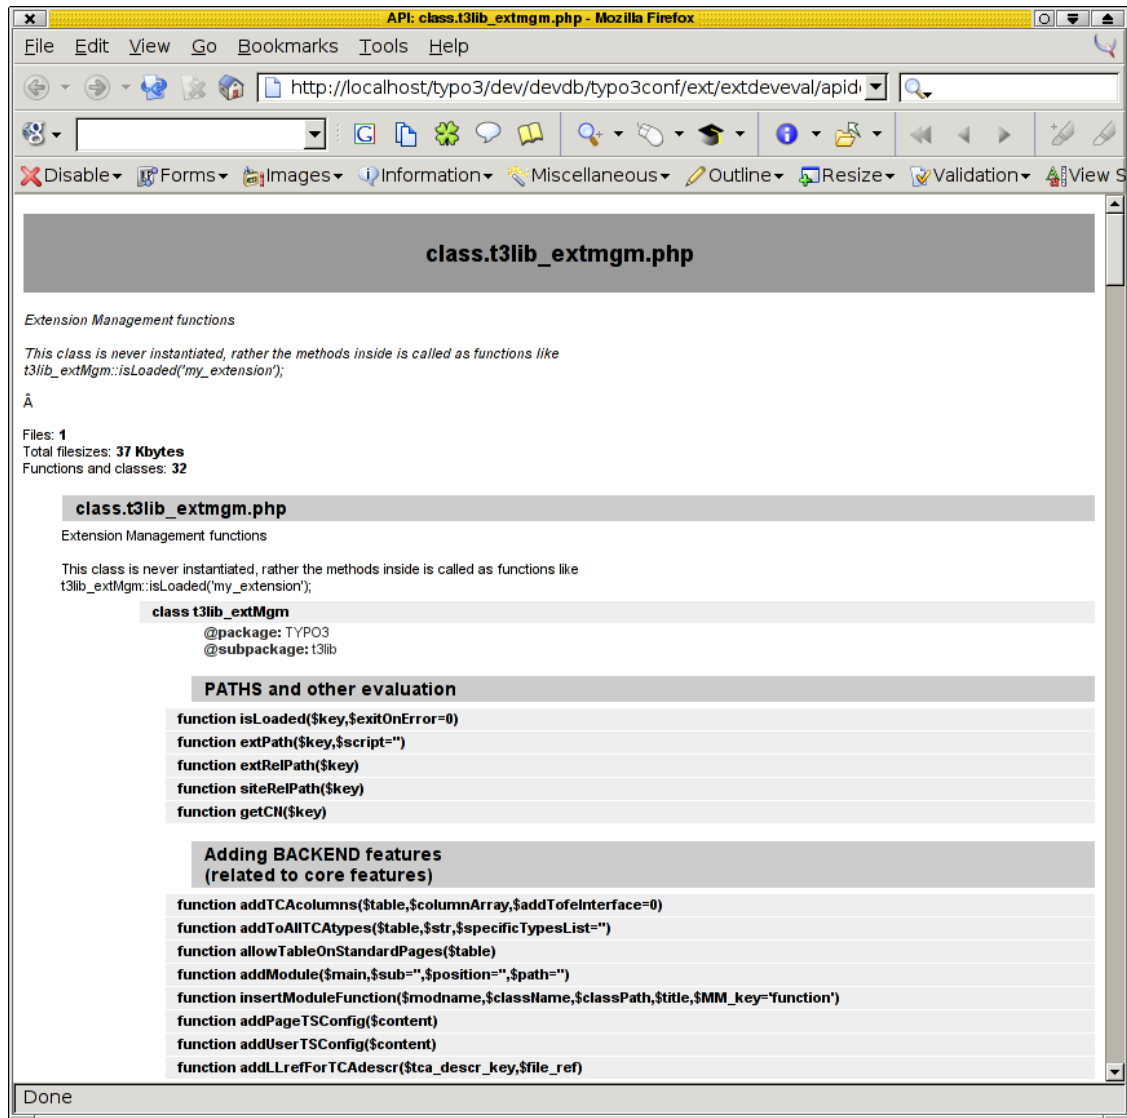 API: class.t3lib_extmgm.php - Mozilla Firefox
File Edit View Go Bookmarks Tools Help
http://localhost/typo3/dev/devdb/typo3conf/ext/extdeveval/apid
Disable Forms Images Information Miscellaneous Outline Resize Validation View S
class.t3lib_extmgm.php
Extension Management functions
This class is never instantiated, rather the methods inside is called as functions like
t3lib_extMgm::isLoaded('my_extension');
Â
Files: 1
Total filesizes: 37 Kbytes
Functions and classes: 32
class.t3lib_extmgm.php
Extension Management functions
This class is never instantiated, rather the methods inside is called as functions like
t3lib_extMgm::isLoaded('my_extension');
class t3lib_extMgm
@package: TYPO3
@subpackage: t3lib
PATHS and other evaluation
function isLoaded($key,$exitOnError=0)
function extPath($key,$script='')
function extRelPath($key)
function siteRelPath($key)
function getCN($key)
Adding BACKEND features
(related to core features)
function addTCAcolumns($table,$columnArray,$addTofeInterface=0)
function addToAllTCAtypes($table,$str,$specificTypesList='')
function allowTableOnStandardPages($table)
function addModule($main,$sub='',$position='',$path='')
function insertModuleFunction($modname,$className,$classPath,$title,$MM_key='function')
function addPageTSConfig($content)
function addUserTSConfig($content)
function addLLrefForTCAdescr($tca_descr_key,$file_ref)
Done